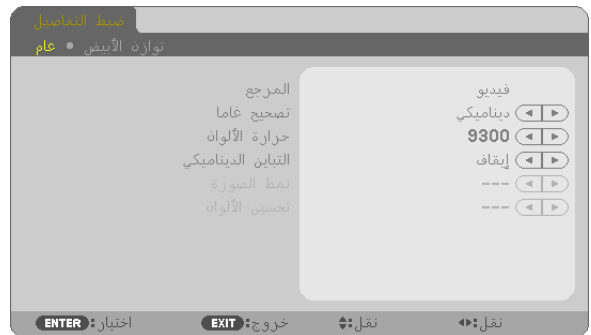 ضبط التفاصيل
عام • توازن الأبيض
المرجع فيديو
تصحيح غاما ديناميكي
حرارة الألوان 9300
التباين الديناميكي إيقاف
نمط الصورة ---
تحسين الألوان ---
ENTER :اختيار EXIT :خروج نقل: نقل: